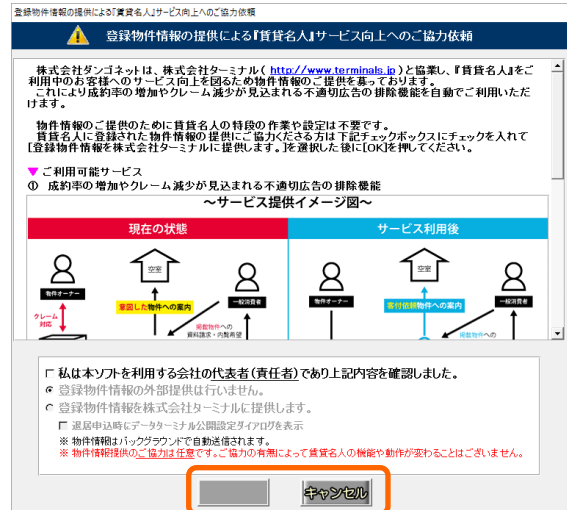 登録物件情報の提供による『賃貸名人』サービス向上へのご協力依頼
登録物件情報の提供による『賃貸名人』サービス向上へのご協力依頼
株式会社ダンゴネットは、株式会社ターミナル( http://www.terminals.jp )と協業し、『賃貸名人』をご
利用中のお客様へのサービス向上を図るため物件情報のご提供を募っております。
これにより成約率の増加やクレーム減少が見込まれる不適切広告の排除機能を自動でご利用いただ
けます。
物件情報のご提供のために賃貸名人の特段の作業や設定は不要です。
賃貸名人に登録された物件情報の提供にご協力くださる方は下記チェックボックスにチェックを入れて
[登録物件情報を株式会社ターミナルに提供します。]を選択した後に[OK]を押してください。
▼ご利用可能サービス
① 成約率の増加やクレーム減少が見込まれる不適切広告の排除機能
～サービス提供イメージ図～
現在の状態
サービス利用後
空室
空室
物件オーナー
意図した物件への案内
一般消費者
物件オーナー
客付依頼物件への案内
一般消費者
クレーム
対応
掲載物件への
資料請求・内覧希望
掲載物件への
私は本ソフトを利用する会社の代表者(責任者)であり上記内容を確認しました。
登録物件情報の外部提供は行いません。
登録物件情報を株式会社ターミナルに提供します。
退居申込時にデータターミナル公開設定ダイアログを表示
※ 物件情報はバックグラウンドで自動送信されます。
※ 物件情報提供のご協力は任意です。ご協力の有無によって賃貸名人の機能や動作が変わることはございません。
キャンセル